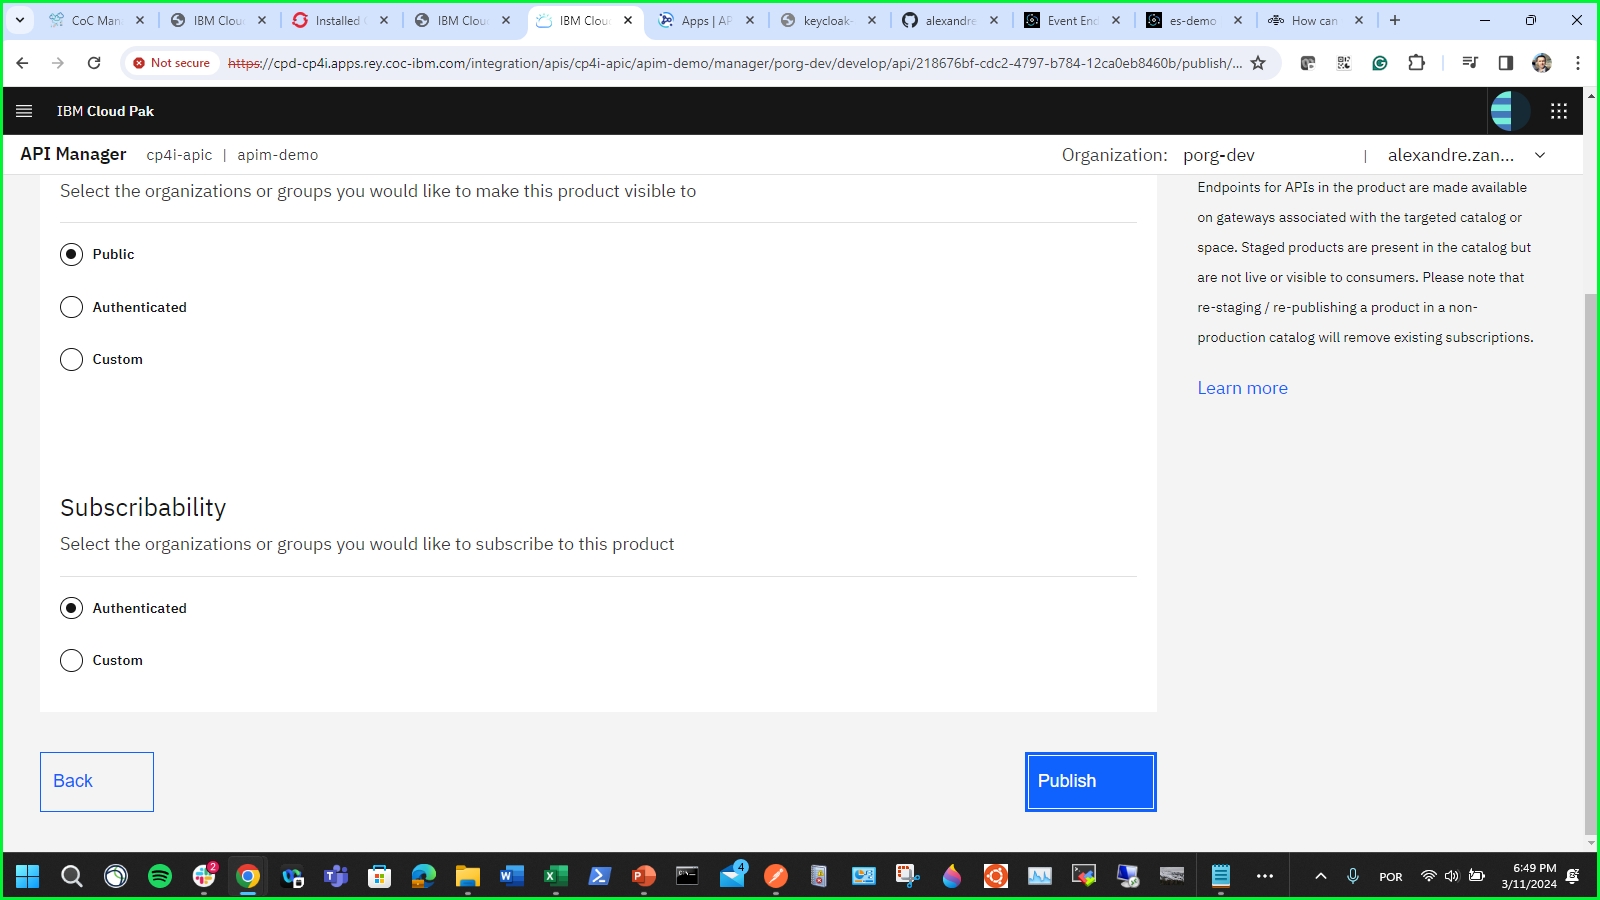 CoC Man
IBM Clou
Installed
IBM Clou
IBM Clou
Apps | AP
keycloak-
alexandre
Event End
es-demo
How can
Not secure
https://cpd-cp4i.apps.rey.coc-ibm.com/integration/apis/cp4i-apic/apim-demo/manager/porg-dev/develop/api/218676bf-cdc2-4797-b784-12ca0eb8460b/publish/...
IBM Cloud Pak
API Manager cp4i-apic | apim-demo
Organization: porg-dev | alexandre.zan...
Select the organizations or groups you would like to make this product visible to
Public
Authenticated
Custom
Endpoints for APIs in the product are made available
on gateways associated with the targeted catalog or
space. Staged products are present in the catalog but
are not live or visible to consumers. Please note that
re-staging / re-publishing a product in a non-
production catalog will remove existing subscriptions.
Learn more
Subscribability
Select the organizations or groups you would like to subscribe to this product
Authenticated
Custom
Back
Publish
2
4
POR
6:49 PM
3/11/2024